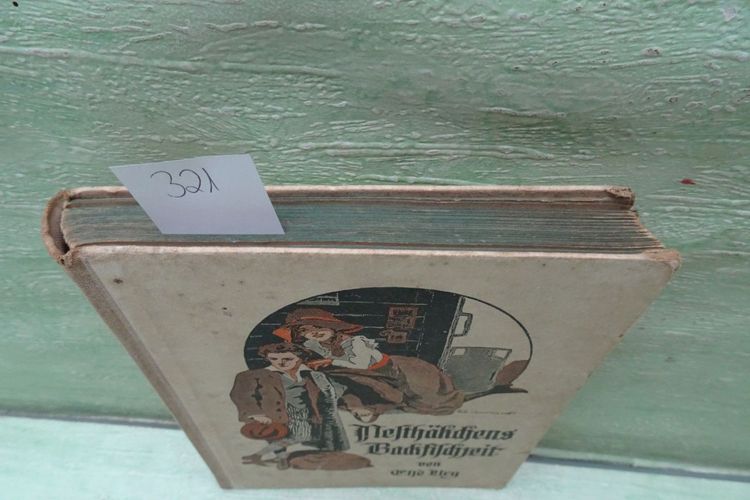 321
Nesthäkchens
Backfischzeit
von
Else Ury